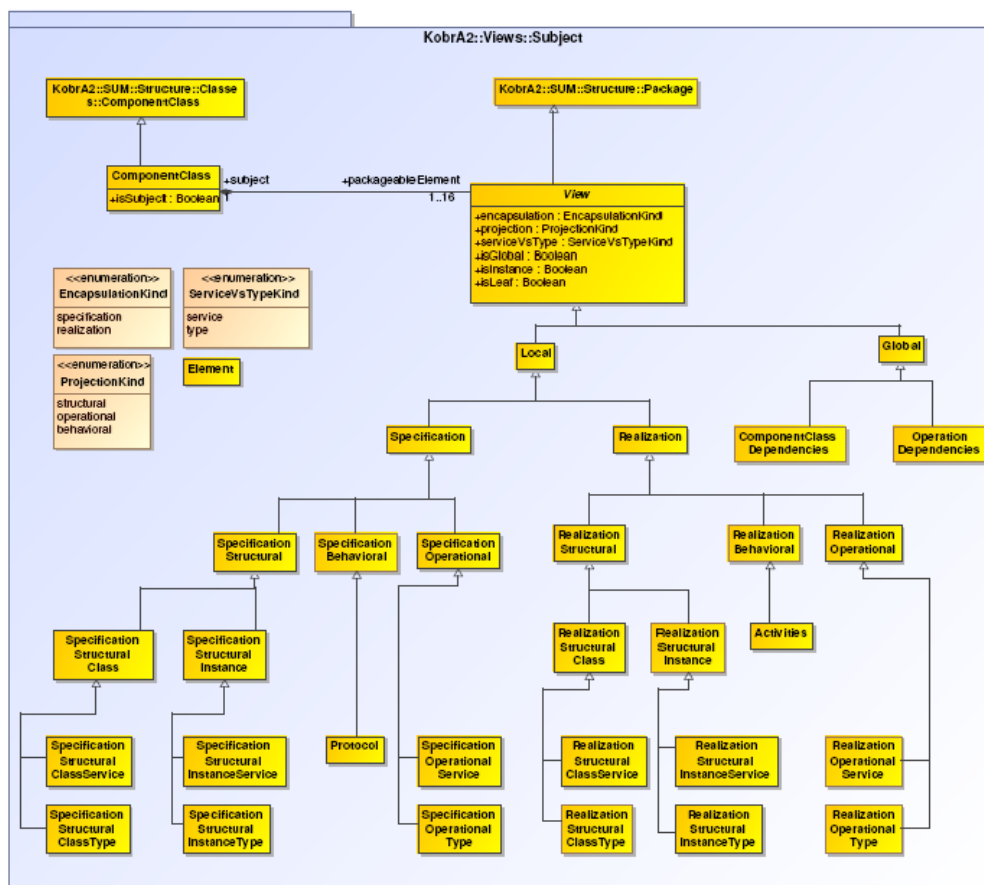 KobrA2::Views::Subject
KobrA2::SUM::Structure::Classe
s::ComponentClass
KobrA2::SUM::Structure::Package
ComponentClass
+isSubject : Boolean
+subject
1
+packageableElement
1..16
View
+encapsulation : EncapsulationKind
+projection : ProjectionKind
+serviceVsType : ServiceVsTypeKind
+isGlobal : Boolean
+isInstance : Boolean
+isLeaf : Boolean
<<enumeration>>
EncapsulationKind
specification
realization
<<enumeration>>
ServiceVsTypeKind
service
type
<<enumeration>>
ProjectionKind
structural
operational
behavioral
Element
Local
Global
Specification
Realization
ComponentClass
Dependencies
Operation
Dependencies
Specification
Structural
Specification
Behavioral
Specification
Operational
Realization
Structural
Realization
Behavioral
Realization
Operational
Specification
Structural
Class
Specification
Structural
Instance
Realization
Structural
Class
Realization
Structural
Instance
Activities
Specification
Structural
ClassService
Specification
Structural
InstanceService
Protocol
Specification
Operational
Service
Realization
Structural
ClassService
Realization
Structural
InstanceService
Realization
Operational
Service
Specification
Structural
ClassType
Specification
Structural
InstanceType
Specification
Operational
Type
Realization
Structural
ClassType
Realization
Structural
InstanceType
Realization
Operational
Type